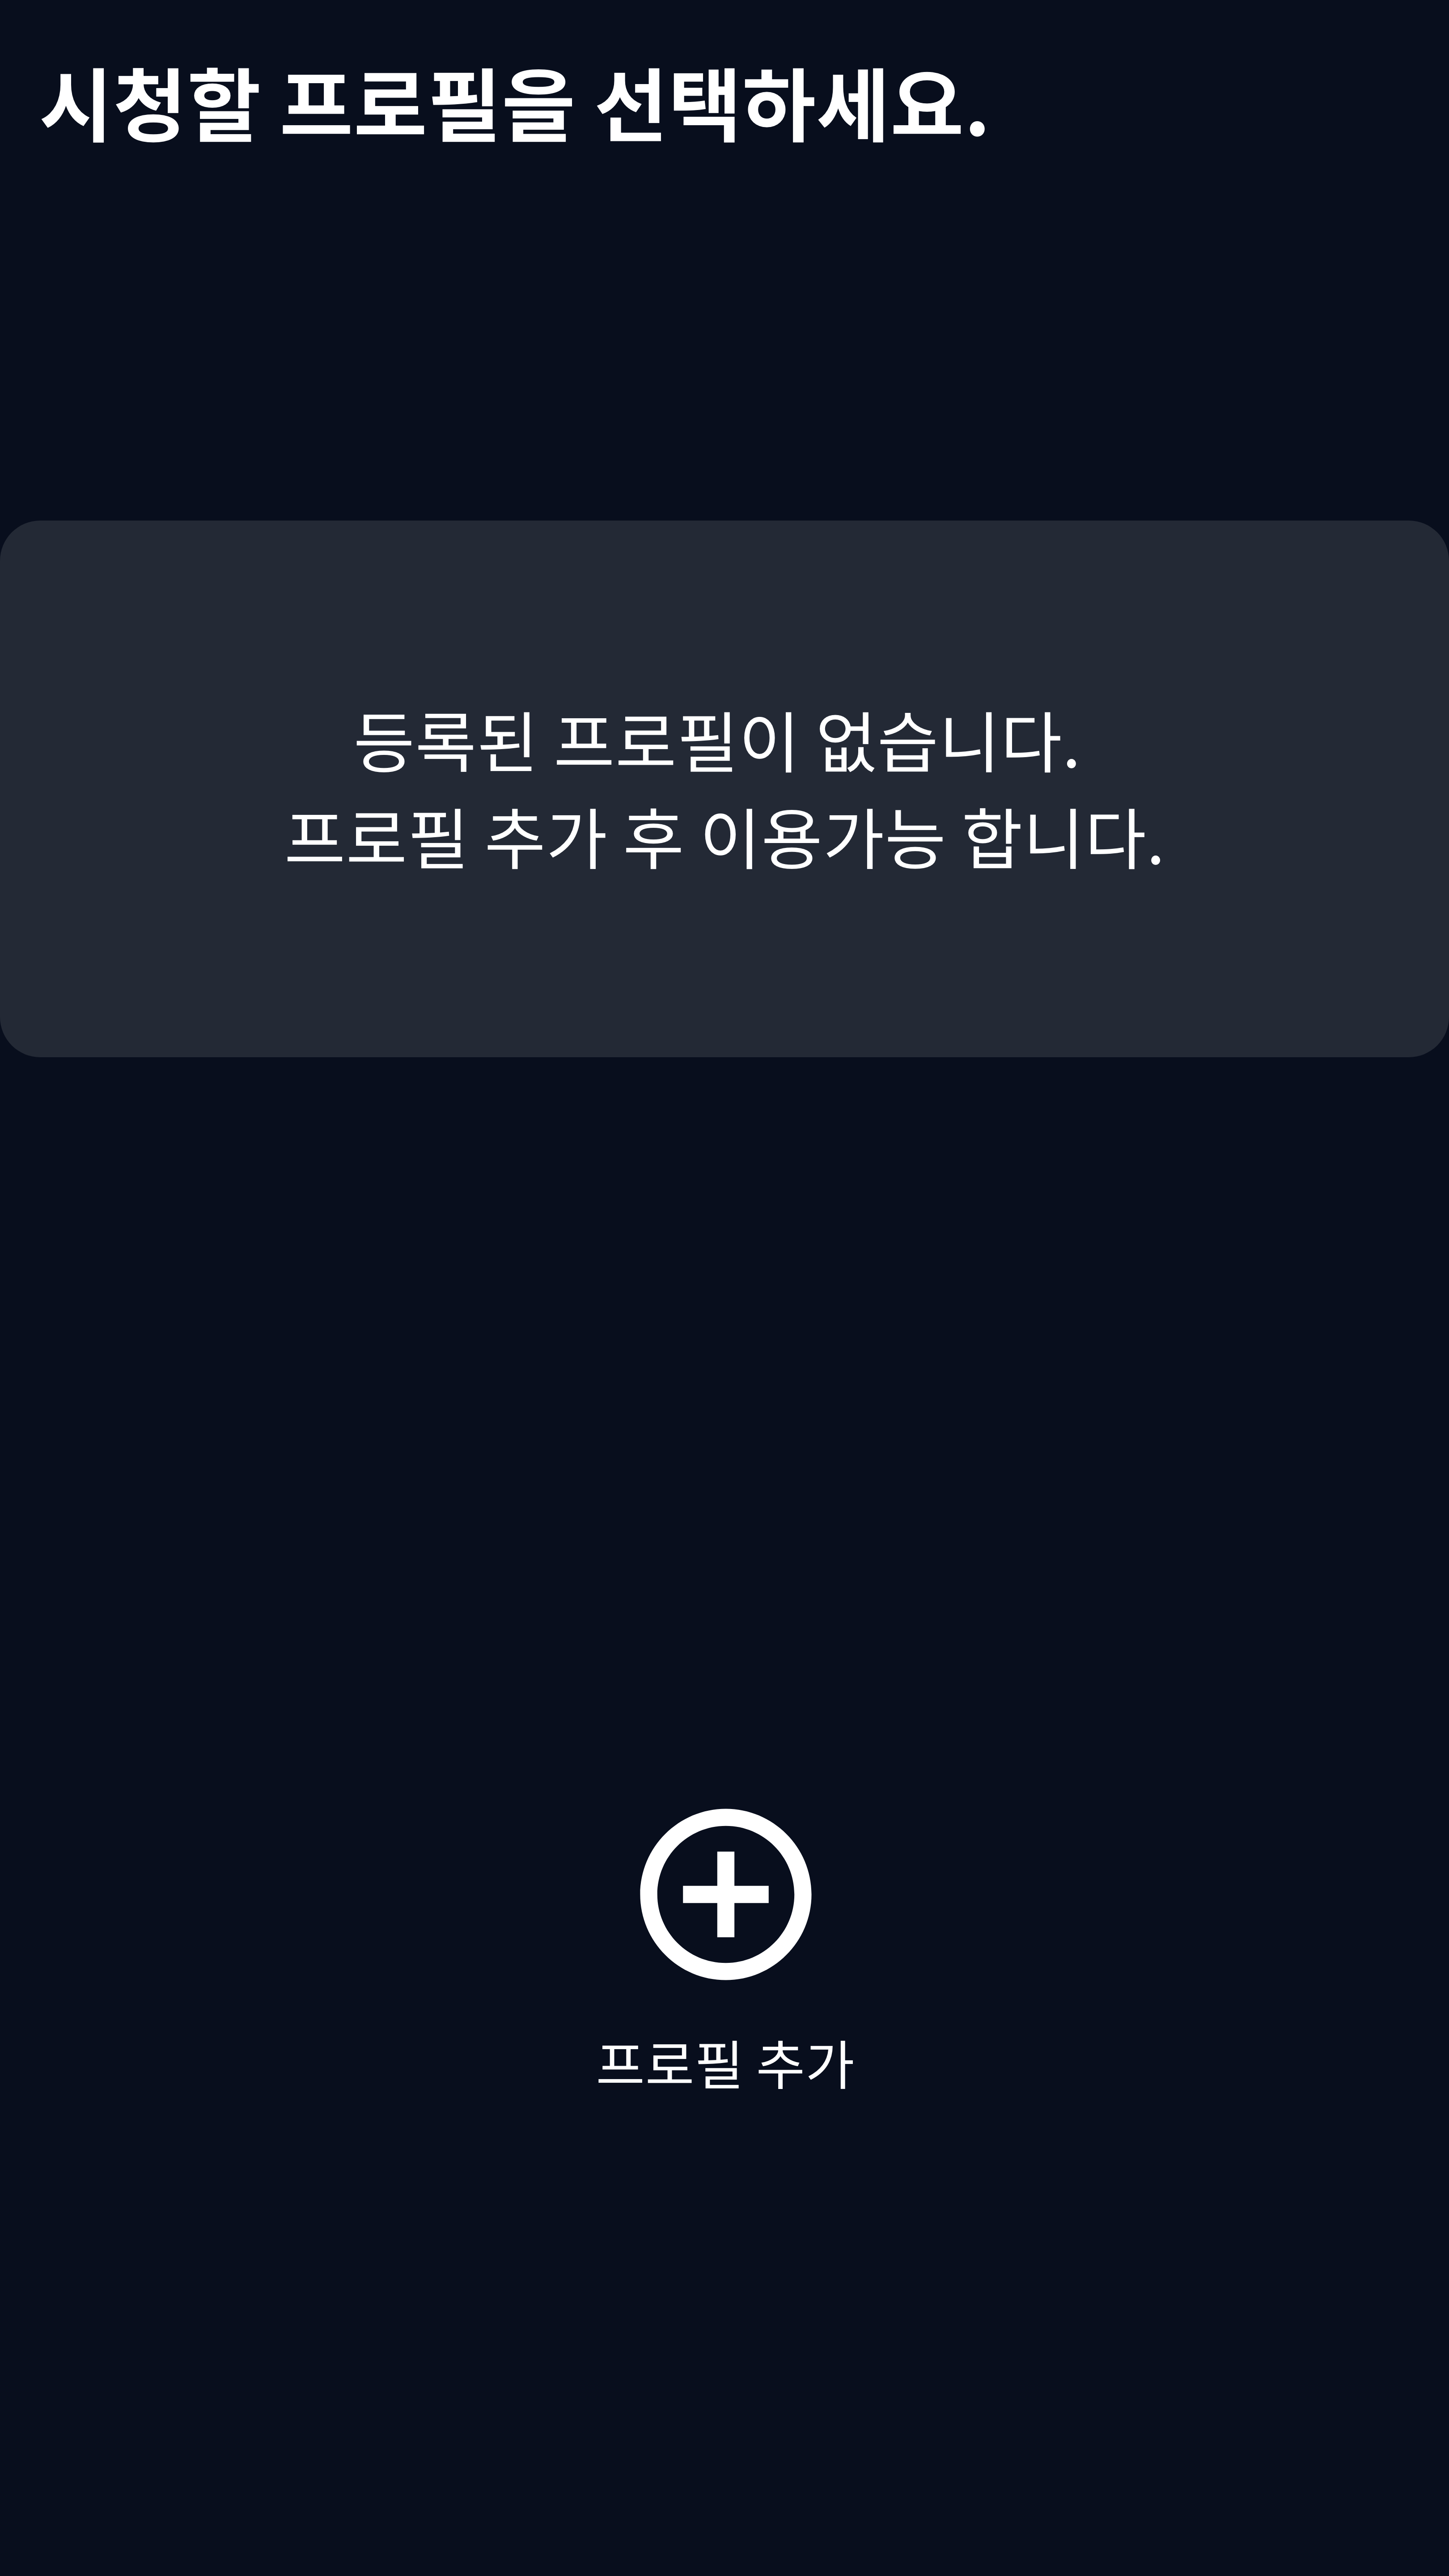 시청할 프로필을 선택하세요.
등록된 프로필이 없습니다.
프로필 추가 후 이용가능 합니다.
프로필 추가